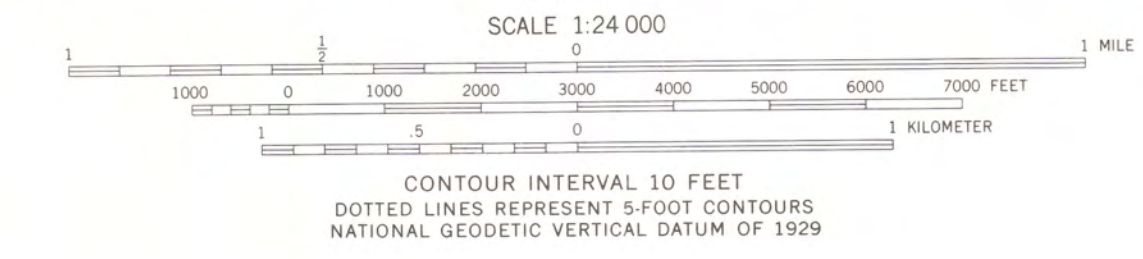 SCALE 1:24 000
1 1/2 0 1 MILE
1000 0 1000 2000 3000 4000 5000 6000 7000 FEET
1 .5 0 1 KILOMETER
CONTOUR INTERVAL 10 FEET
DOTTED LINES REPRESENT 5-FOOT CONTOURS
NATIONAL GEODETIC VERTICAL DATUM OF 1929